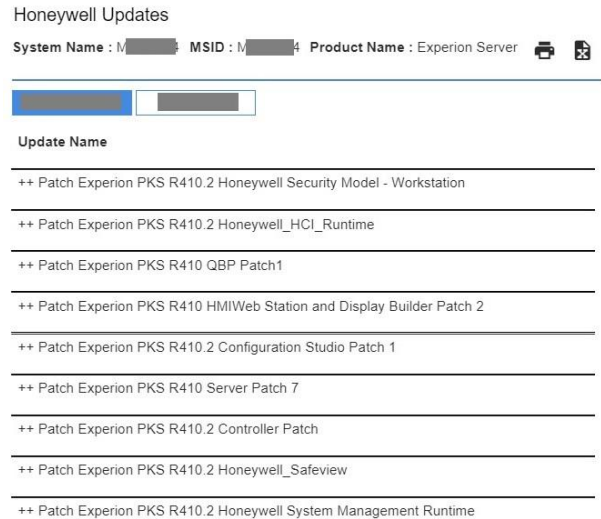 Honeywell Updates
System Name : M 4 MSID : M 4 Product Name : Experion Server
Update Name
++ Patch Experion PKS R410.2 Honeywell Security Model - Workstation
++ Patch Experion PKS R410.2 Honeywell_HCI_Runtime
++ Patch Experion PKS R410 QBP Patch1
++ Patch Experion PKS R410 HMIWeb Station and Display Builder Patch 2
++ Patch Experion PKS R410.2 Configuration Studio Patch 1
++ Patch Experion PKS R410 Server Patch 7
++ Patch Experion PKS R410.2 Controller Patch
++ Patch Experion PKS R410.2 Honeywell_Safeview
++ Patch Experion PKS R410.2 Honeywell System Management Runtime